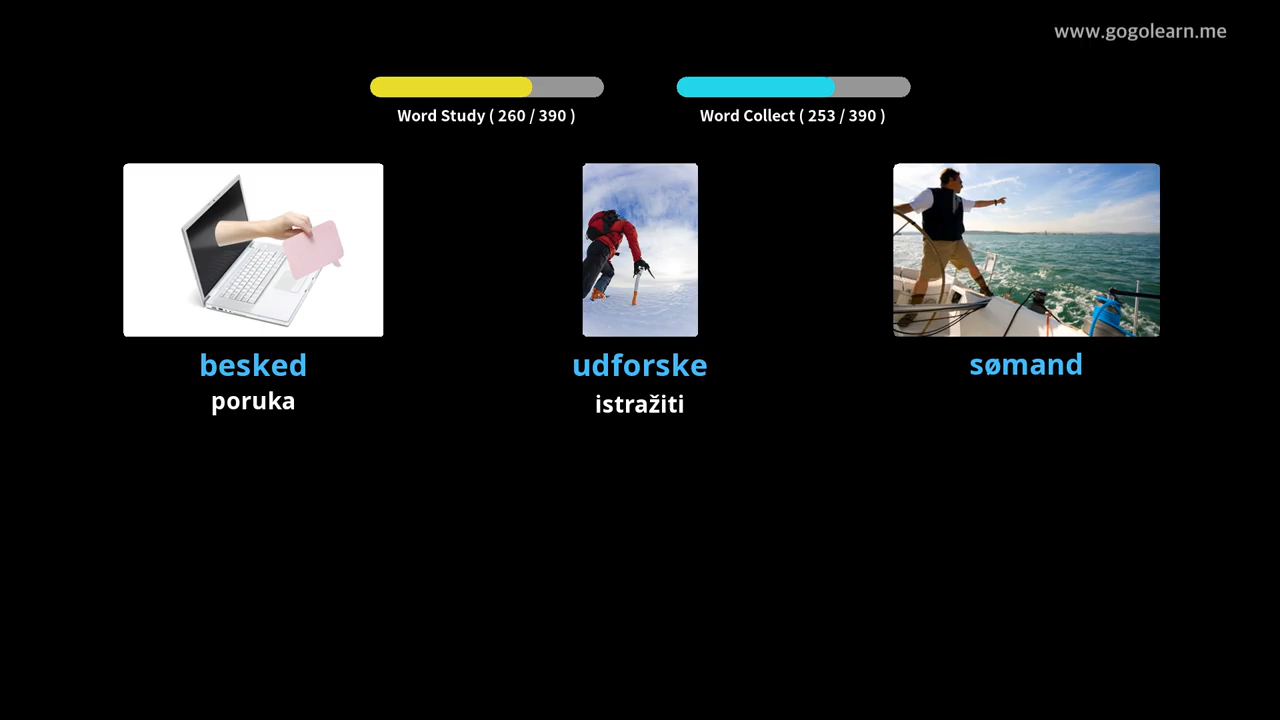 www.gogolearn.me
Word Study ( 260 / 390 )
Word Collect ( 253 / 390 )
besked
udforske
sømand
poruka
istražiti